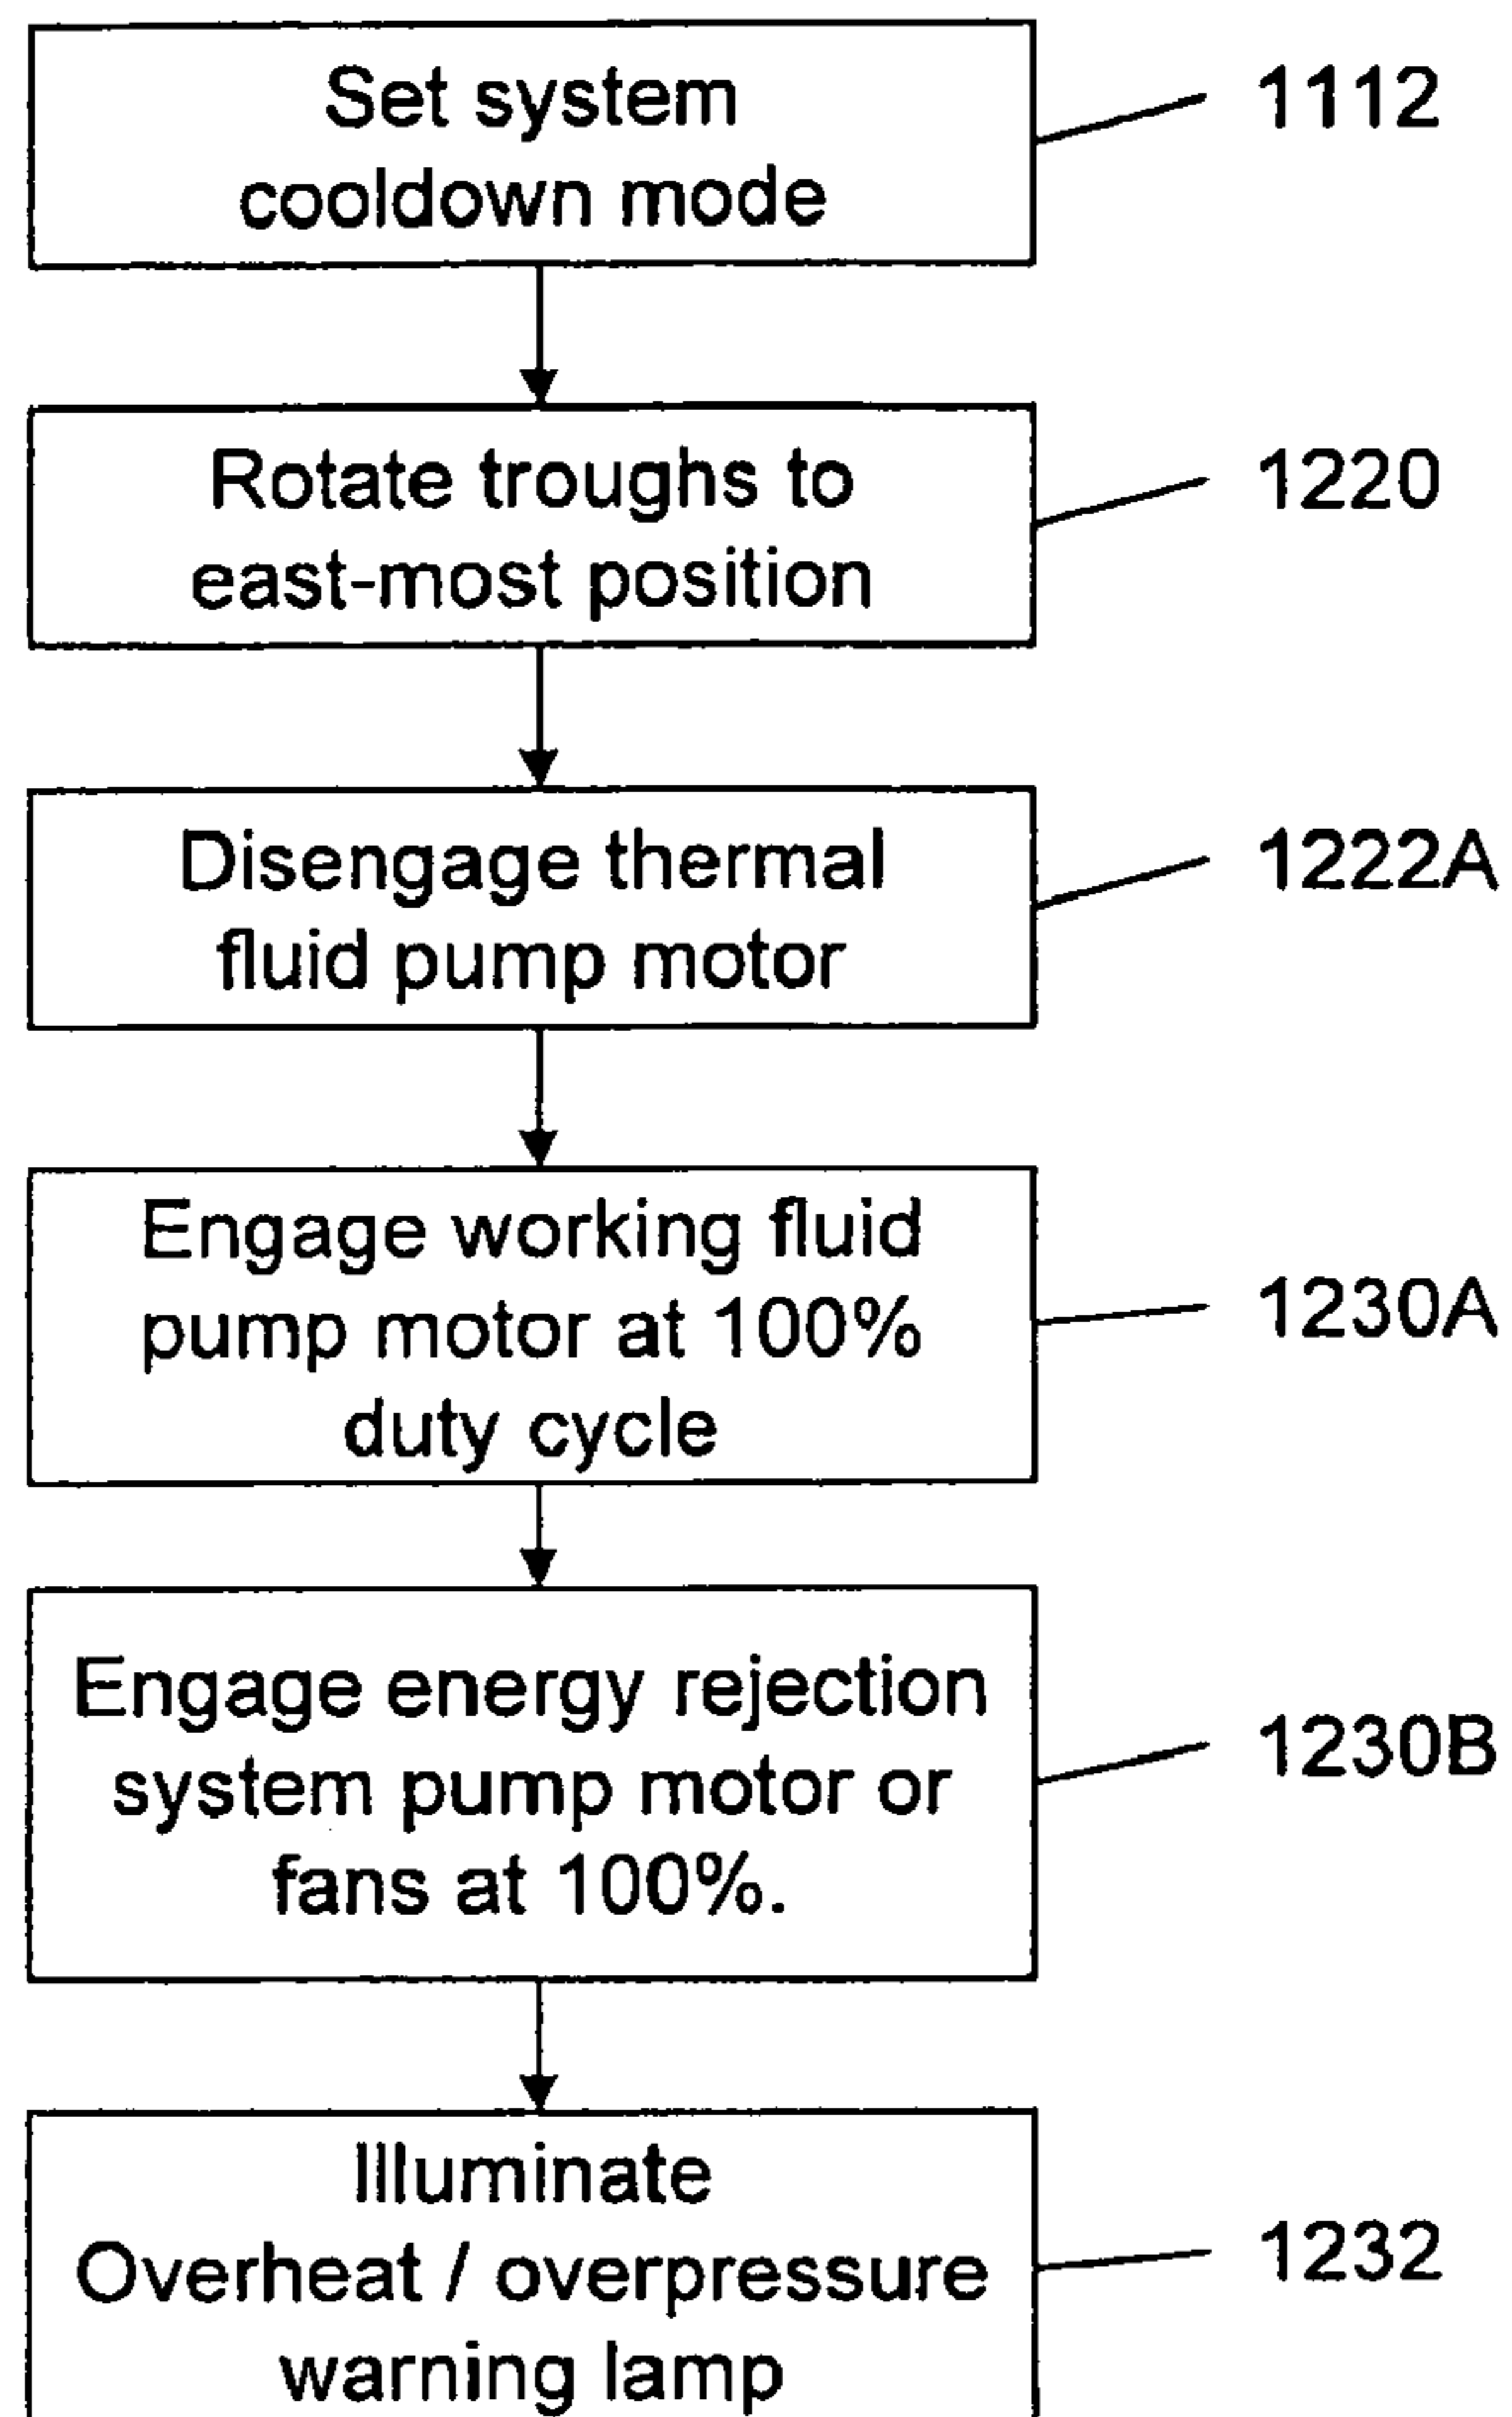 Set system
cooldown mode
1112
Rotate troughs to
east-most position
1220
Disengage thermal
fluid pump motor
1222A
Engage working fluid
pump motor at 100%
duty cycle
1230A
Engage energy rejection
system pump motor or
fans at 100%.
1230B
Illuminate
Overheat / overpressure
warning lamp
1232